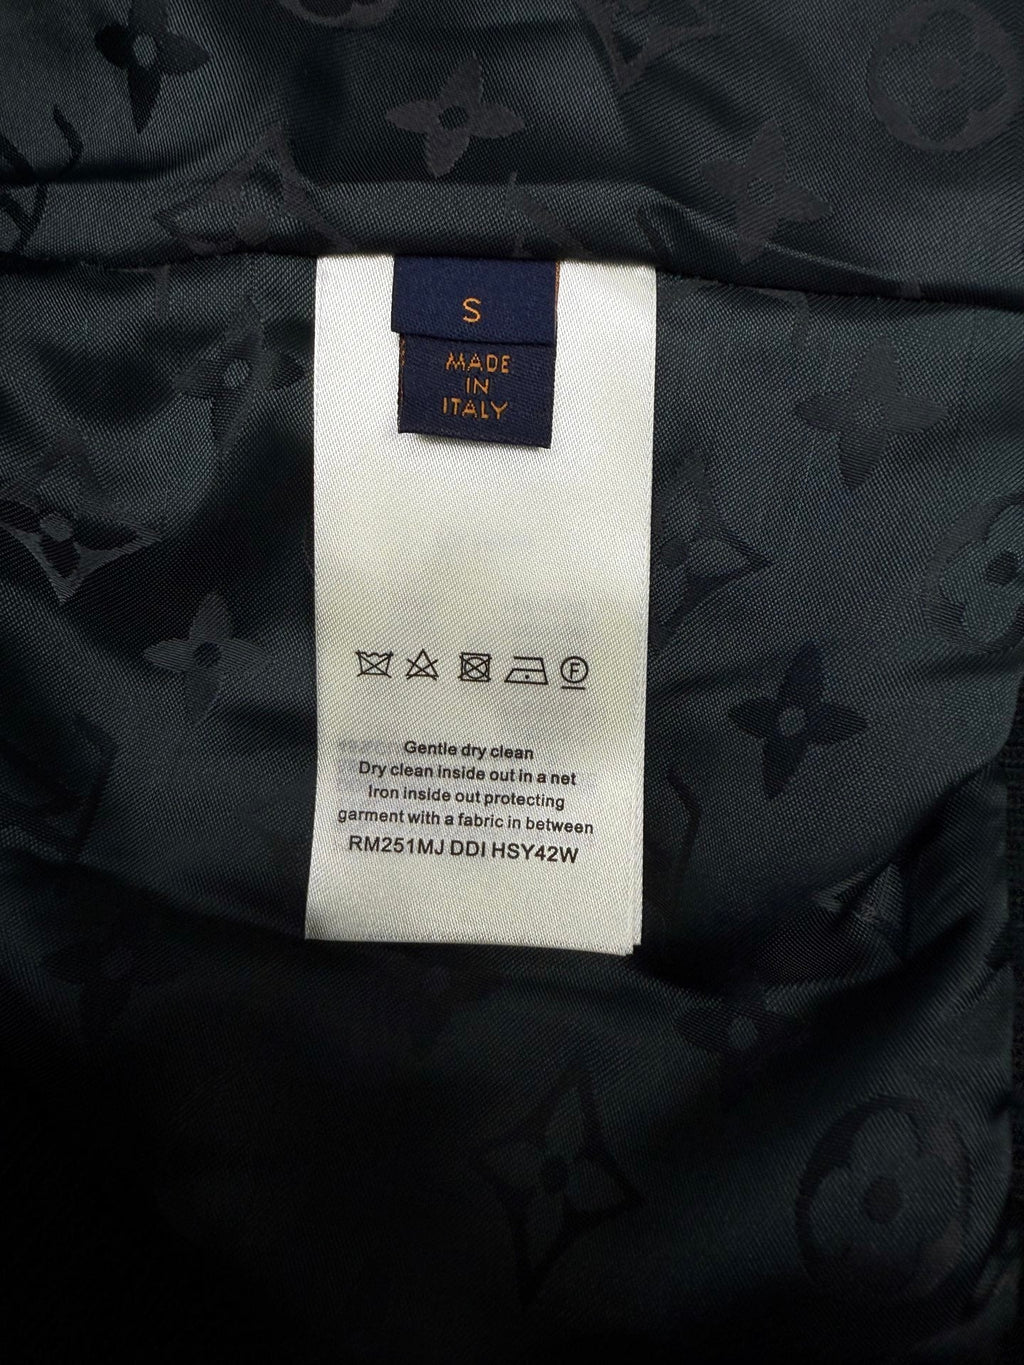 S
MADE
IN
ITALY
F
Gentle dry clean
Dry clean inside out in a net
Iron inside out protecting
garment with a fabric in between
RM251MJ DDI HSY42W